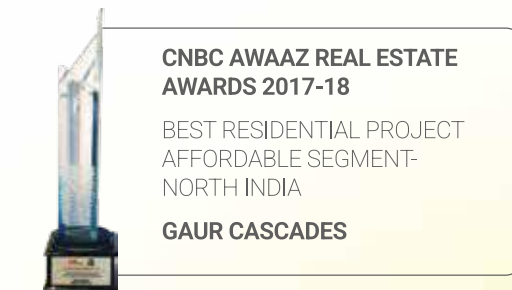 CNBC AWAAZ REAL ESTATE
AWARDS 2017-18
BEST RESIDENTIAL PROJECT
AFFORDABLE SEGMENT-
NORTH INDIA
GAUR CASCADES